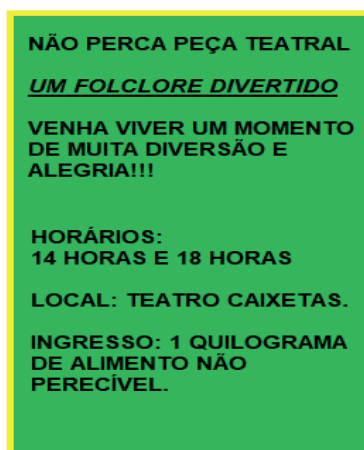 NÃO PERCA PEÇA TEATRAL
UM FOLCLORE DIVERTIDO
VENHA VIVER UM MOMENTO
DE MUITA DIVERSÃO E
ALEGRIA!!!
HORÁRIOS:
14 HORAS E 18 HORAS
LOCAL: TEATRO CAIXETAS.
INGRESSO: 1 QUILOGRAMA
DE ALIMENTO NÃO
PERECÍVEL.